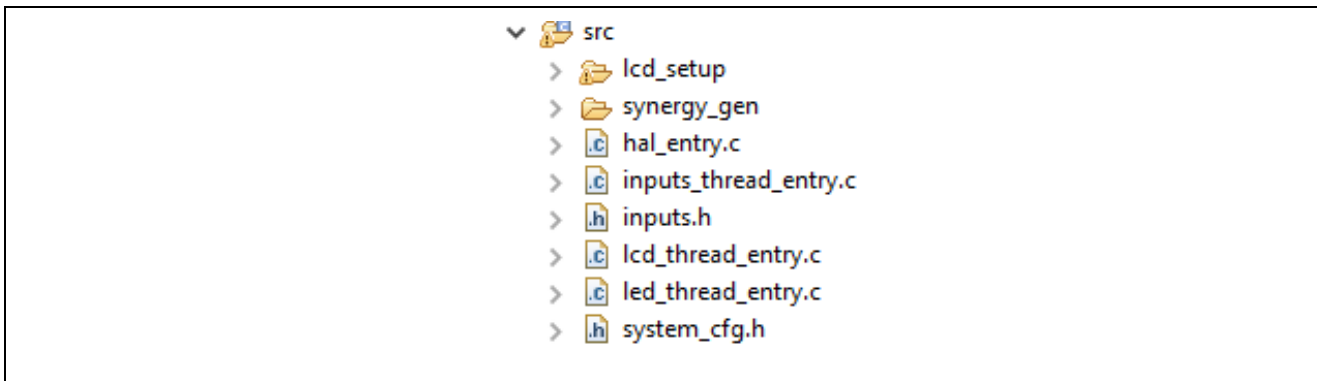 src
lcd_setup
synergy_gen
hal_entry.c
inputs_thread_entry.c
inputs.h
lcd_thread_entry.c
led_thread_entry.c
system_cfg.h